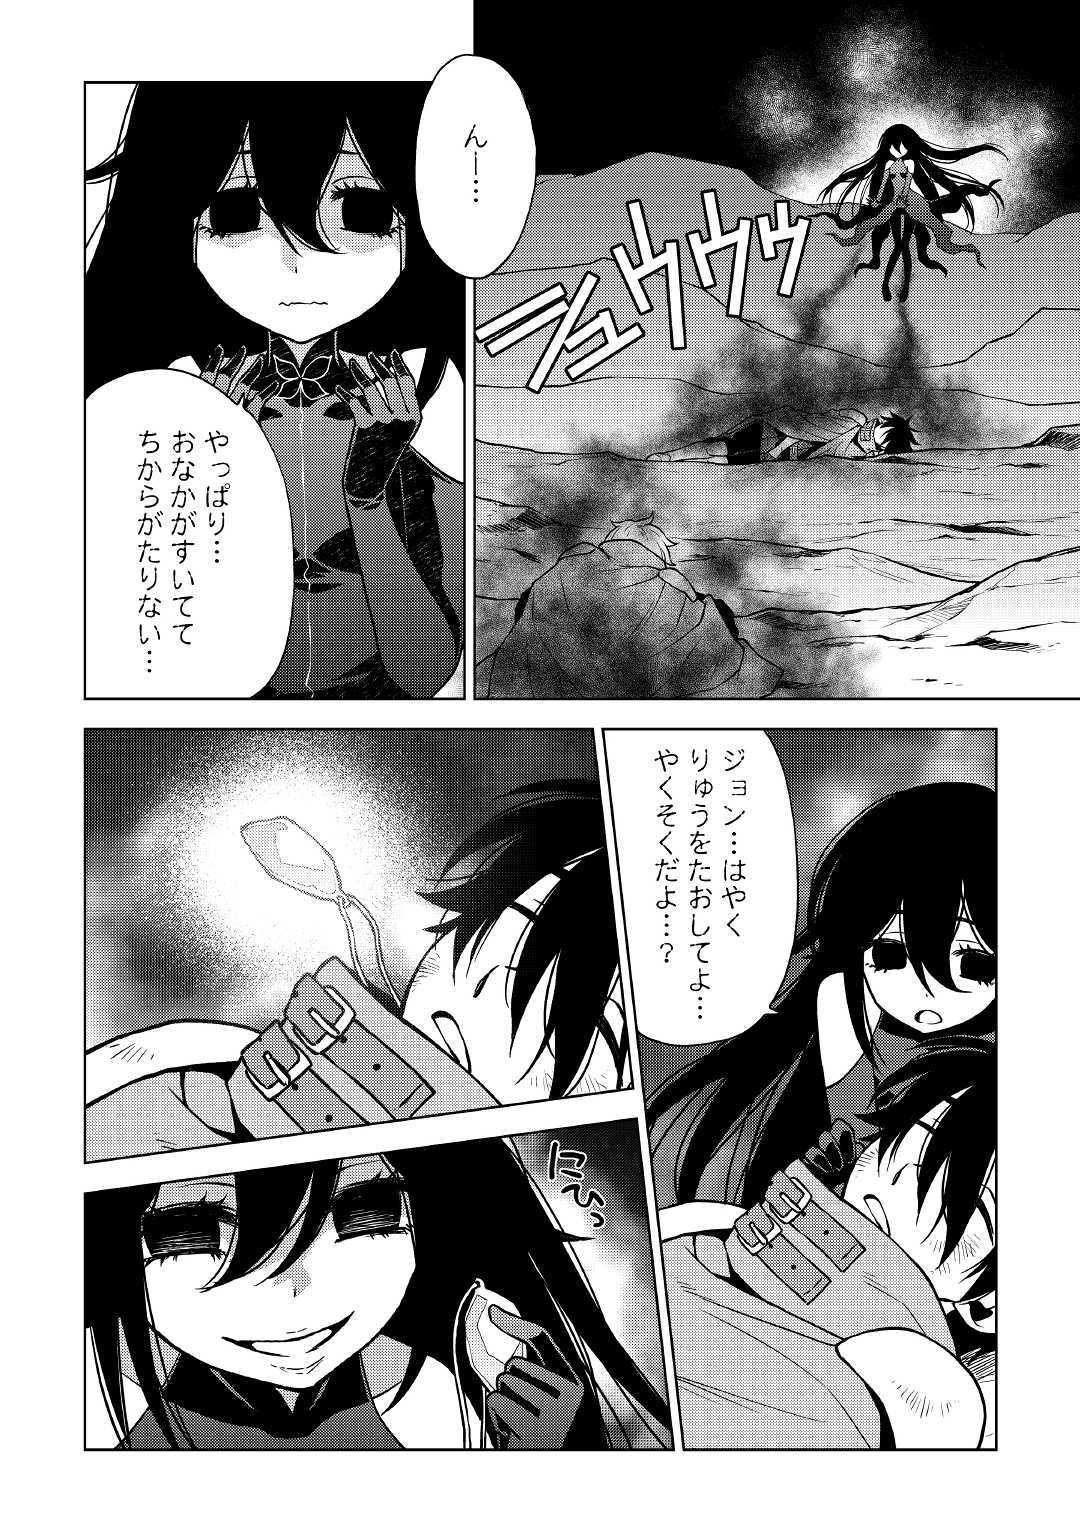 シュウウウゥ
んー…
やっぱり…
おなかがすいてて
ちからがたりない…
ジョン…はやく
りゅうをたおしてよ…
やくそくだよ…？
にひっ